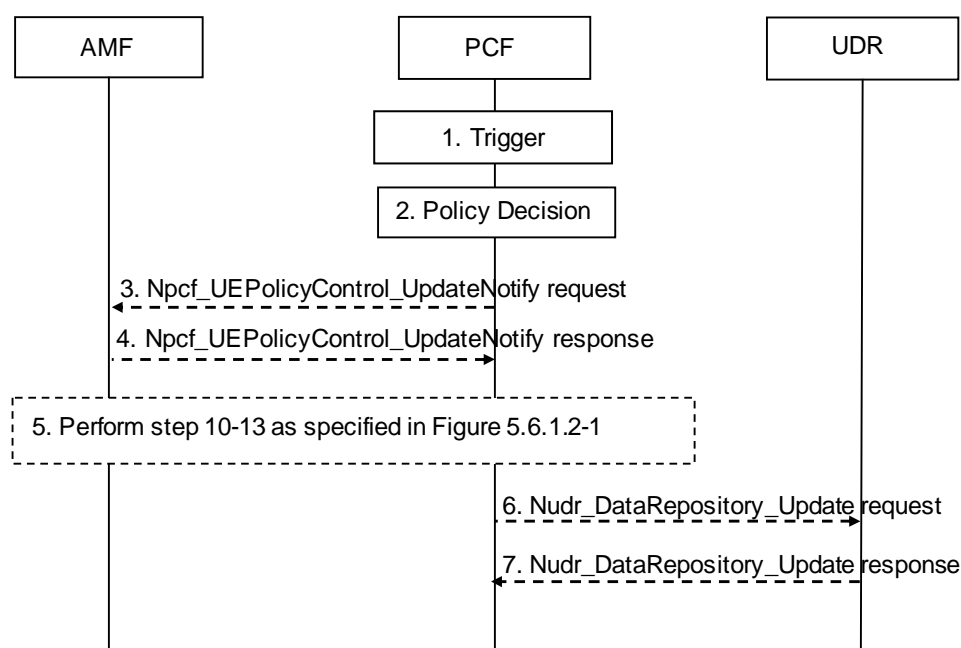 AMF
PCF
UDR
1. Trigger
2. Policy Decision
3. Npcf_UEPolicyControl_UpdateNotify request
4. Npcf_UEPolicyControl_UpdateNotify response
5. Perform step 10-13 as specified in Figure 5.6.1.2-1
6. Nudr_DataRepository_Update request
7. Nudr_DataRepository_Update response